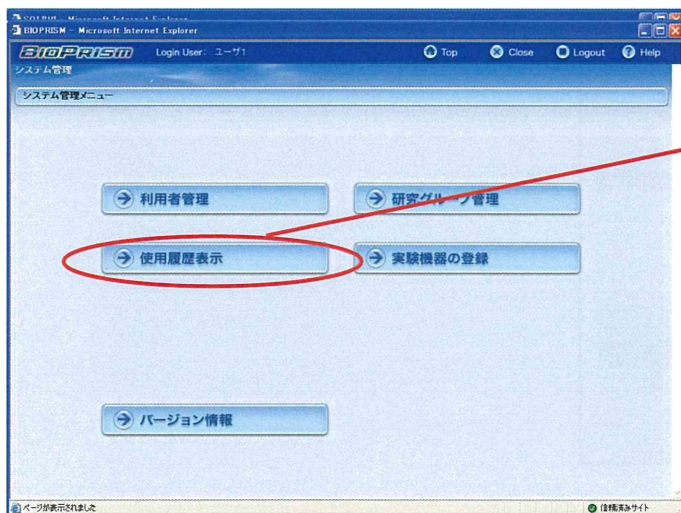 BIOPRISM - Microsoft Internet Explorer
BIOPRISM Login User: ユーザ1 Top Close Logout Help
システム管理
システム管理メニュー
利用者管理 研究グループ管理
使用履歴表示 実験機器の登録
バージョン情報
ページが表示されました 信頼済みサイト